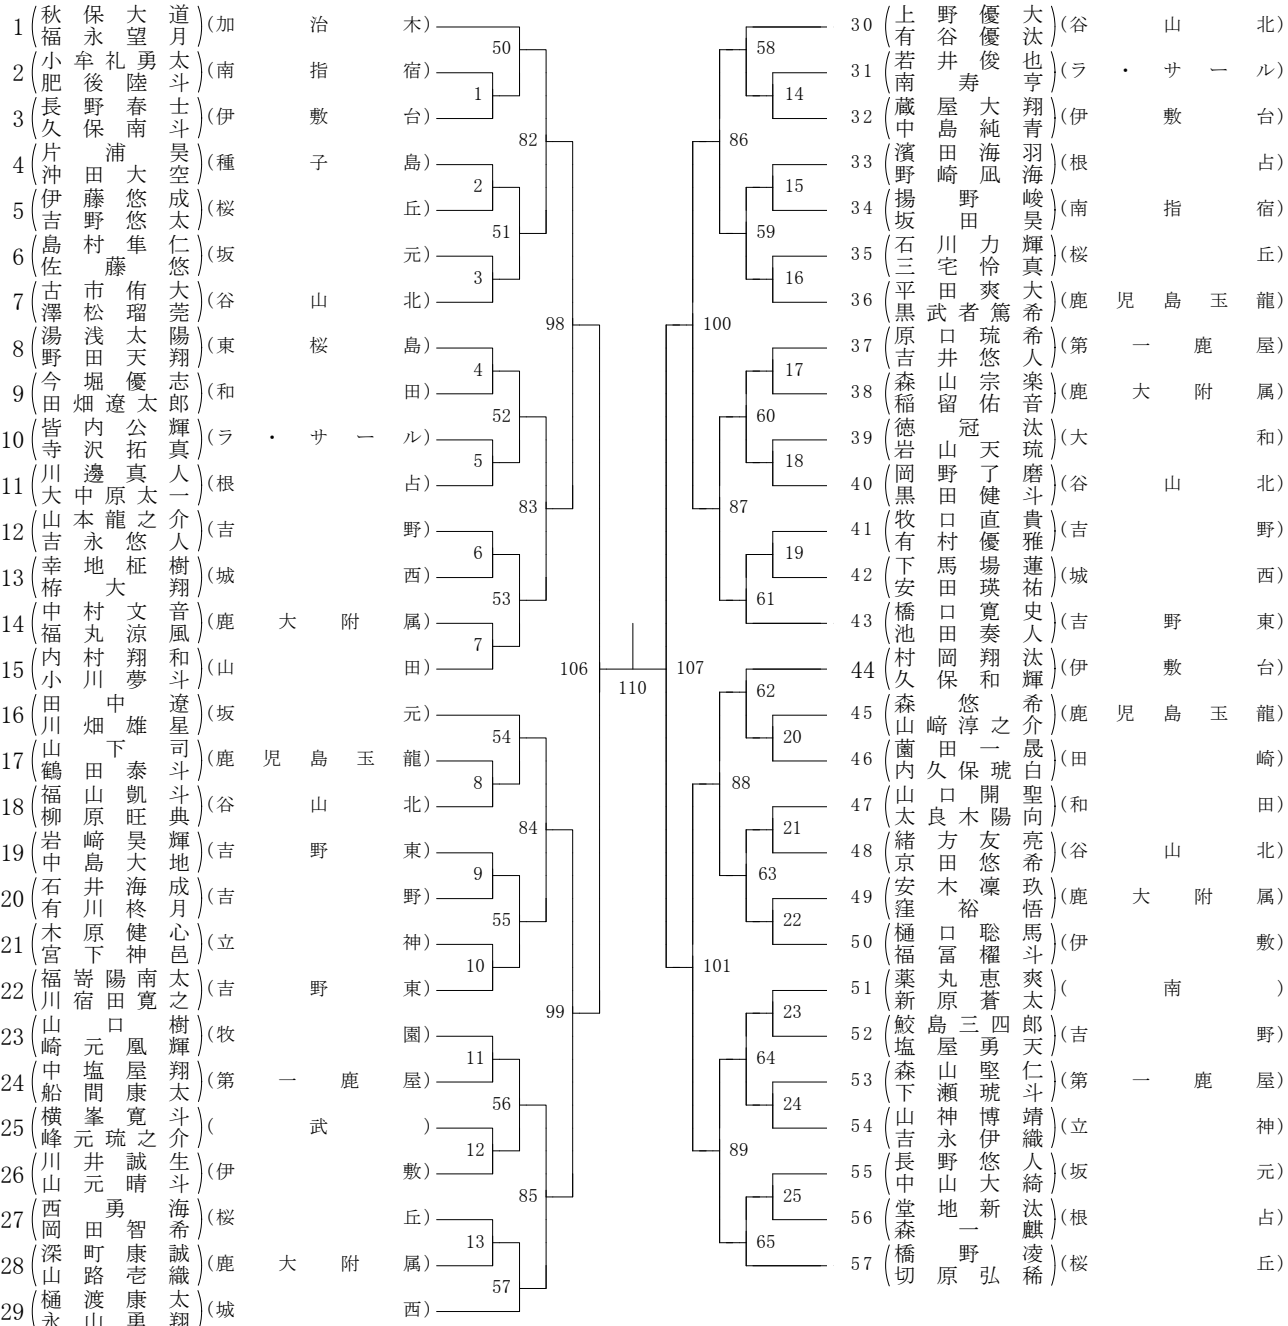 1 (秋保大道 福永望月) (加治木)
2 (小牟礼勇太 肥後陸斗) (南指宿)
3 (長野春士 久保南斗) (伊敷台)
4 (片浦昊 沖田大空) (種子島)
5 (伊藤悠成 吉野悠太) (桜丘)
6 (島村隼仁 佐藤悠) (坂元)
7 (古市侑大 澤松瑠莞) (谷山北)
8 (湯浅太陽 野田天翔) (東桜島)
9 (今堀優志 田畑遼太郎) (和田)
10 (皆内公輝 寺沢拓真) (ラ・サール)
11 (川邊真人 大中原太一) (根占)
12 (山本龍之介 吉永悠人) (吉野)
13 (幸地柾樹 栫大翔) (城西)
14 (中村文音 福丸涼風) (鹿大附属)
15 (内村翔和 小川夢斗) (山田)
16 (田中遼 川畑雄星) (坂元)
17 (山下司 鶴田泰斗) (鹿児島玉龍)
18 (福山凱斗 柳原旺典) (谷山北)
19 (岩﨑昊輝 中島大地) (吉野東)
20 (石井海成 有川柊月) (吉野)
21 (木原健心 宮下神邑) (立神)
22 (福嵜陽南太 川宿田寛之) (吉野東)
23 (山口樹 崎元凰輝) (牧園)
24 (中塩屋翔 船間康太) (第一鹿屋)
25 (横峯寛斗 峰元琉之介) (武)
26 (川井誠生 山元晴斗) (伊敷)
27 (西勇海 岡田智希) (桜丘)
28 (深町康誠 山路壱織) (鹿大附属)
29 (樋渡康太 永山勇翔) (城西)
50
1
82
2
51
3
98
4
52
5
83
6
53
7
106
54
8
84
9
55
10
99
11
56
12
85
13
57
110
58
14
86
15
59
16
100
17
60
18
87
19
61
107
62
20
88
21
63
22
101
23
64
24
89
25
65
30 (上野優大 有谷優汰) (谷山北)
31 (若井俊也 南寿亨) (ラ・サール)
32 (蔵屋大翔 中島純青) (伊敷台)
33 (濵田海羽 野崎凪海) (根占)
34 (揚野峻 坂田昊) (南指宿)
35 (石川力輝 三宅怜真) (桜丘)
36 (平田爽大 黒武者篤希) (鹿児島玉龍)
37 (原口琉希 吉井悠人) (第一鹿屋)
38 (森山宗楽 稲留佑音) (鹿大附属)
39 (徳冠汰 岩山天琉) (大和)
40 (岡野了磨 黒田健斗) (谷山北)
41 (牧口直貴 有村優雅) (吉野)
42 (下馬場蓮 安田瑛祐) (城西)
43 (橋口寛史 池田奏人) (吉野東)
44 (村岡翔汰 久保和輝) (伊敷台)
45 (森悠希 山﨑淳之介) (鹿児島玉龍)
46 (薗田一晟 内久保琥白) (田崎)
47 (山口開聖 太良木陽向) (和田)
48 (緒方友亮 京田悠希) (谷山北)
49 (安木凜玖 窪裕悟) (鹿大附属)
50 (樋口聡馬 福冨櫂斗) (伊敷)
51 (薬丸恵爽 新原蒼太) (南)
52 (鮫島三四郎 塩屋勇天) (吉野)
53 (森山堅仁 下瀬琥斗) (第一鹿屋)
54 (山神博靖 吉永伊織) (立神)
55 (長野悠人 中山大綺) (坂元)
56 (堂地新汰 森一麒) (根占)
57 (橋野凌 切原弘稀) (桜丘)